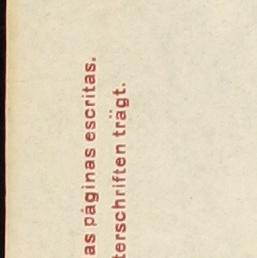 as páginas escritas.
terschriften trägt.